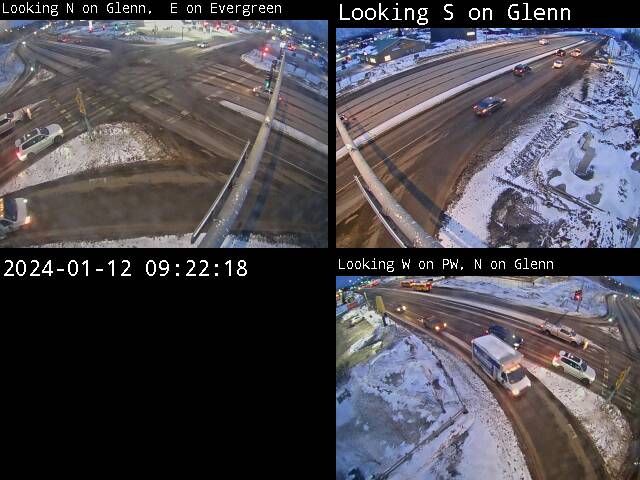 Looking N on Glenn, E on Evergreen
Looking S on Glenn
2024-01-12 09:22:18
Looking W on PW, N on Glenn